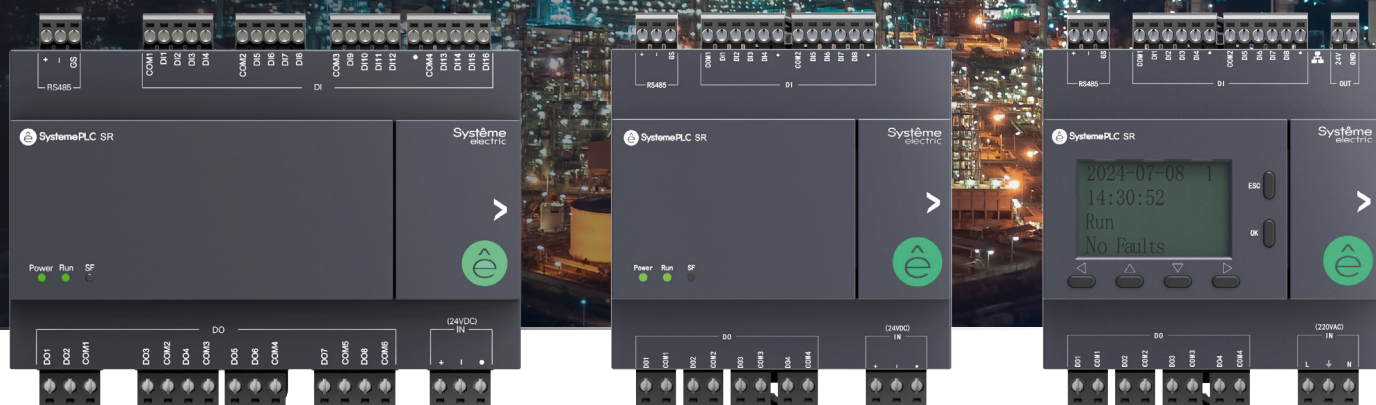 + − GS COM1 DI1 DI2 DI3 DI4 COM2 DI5 DI6 DI7 DI8 COM3 DI9 DI10 DI11 DI12 • COM4 DI13 DI14 DI15 DI16
RS485 DI
ê SystemePLC SR
Système
electric
>
ê
Power Run SF
DO
(24VDC)
IN
DO1 DO2 COM1 DO3 COM2 DO4 COM3 DO5 DO6 COM4 DO7 COM5 DO8 COM6 + − •
+ − GS COM1 DI1 DI2 DI3 DI4 • COM2 DI5 DI6 DI7 DI8 •
RS485 DI
ê SystemePLC SR
Système
electric
>
ê
Power Run SF
DO
(24VDC)
IN
DO1 COM1 DO2 COM2 DO3 COM3 DO4 COM4 + − •
+ − GS COM1 DI1 DI2 DI3 DI4 • COM2 DI5 DI6 DI7 DI8 • 24V GND
RS485 DI OUT
ê SystemePLC SR
Système
electric
2024-07-08 1
14:30:52
Run
No Faults
ESC
OK
>
ê
DO
(220VAC)
IN
DO1 COM1 DO2 COM2 DO3 COM3 DO4 COM4 L N